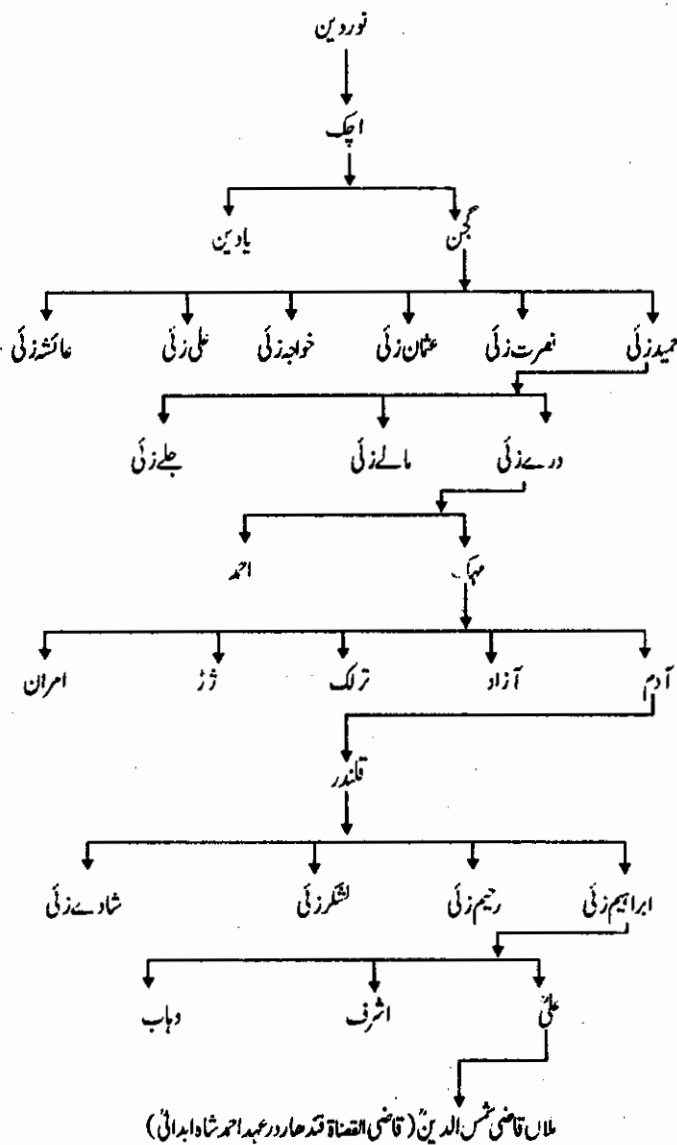 نوردین
اچک
گجن یادین
حمیدزئی نصرت زئی عثمان زئی خواجہ زئی علی زئی عائشہ زئی
درے زئی مالے زئی جلے زئی
مہک احمد
آدم آزاد ترلک ژڑ امران
قلندر
ابراہیم زئی رحیم زئی لشکرزئی شادے زئی
علیؒ اشرف وہاب
ملاں قاضی شمس الدینؒ (قاضی القضاۃ قندھار در عہد احمد شاہ ابدالیؒ)